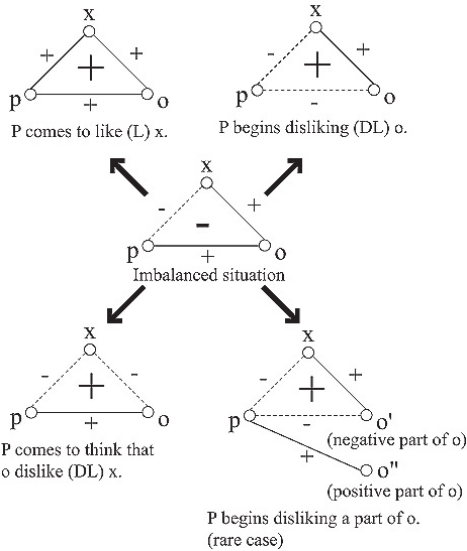 x
+ + +
p + o
P comes to like (L) x.
x
- + +
p - o
P begins disliking (DL) o.
x
- - +
p + o
Imbalanced situation
x
- + -
p + o
P comes to think that
o dislike (DL) x.
x
- + +
p - o'
(negative part of o)
+ o"
(positive part of o)
P begins disliking a part of o.
(rare case)